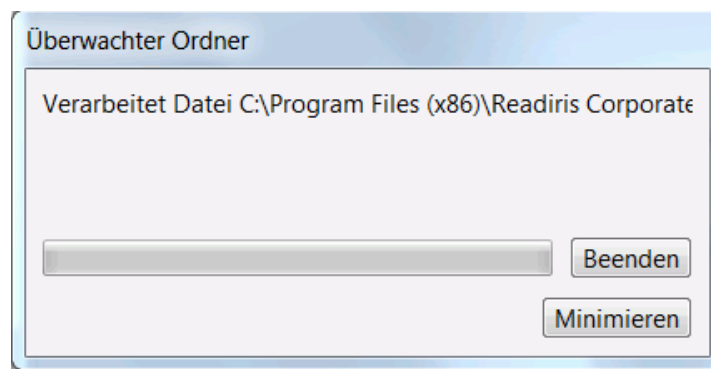 Überwachter Ordner
Verarbeitet Datei C:\Program Files (x86)\Readiris Corporate
Beenden
Minimieren